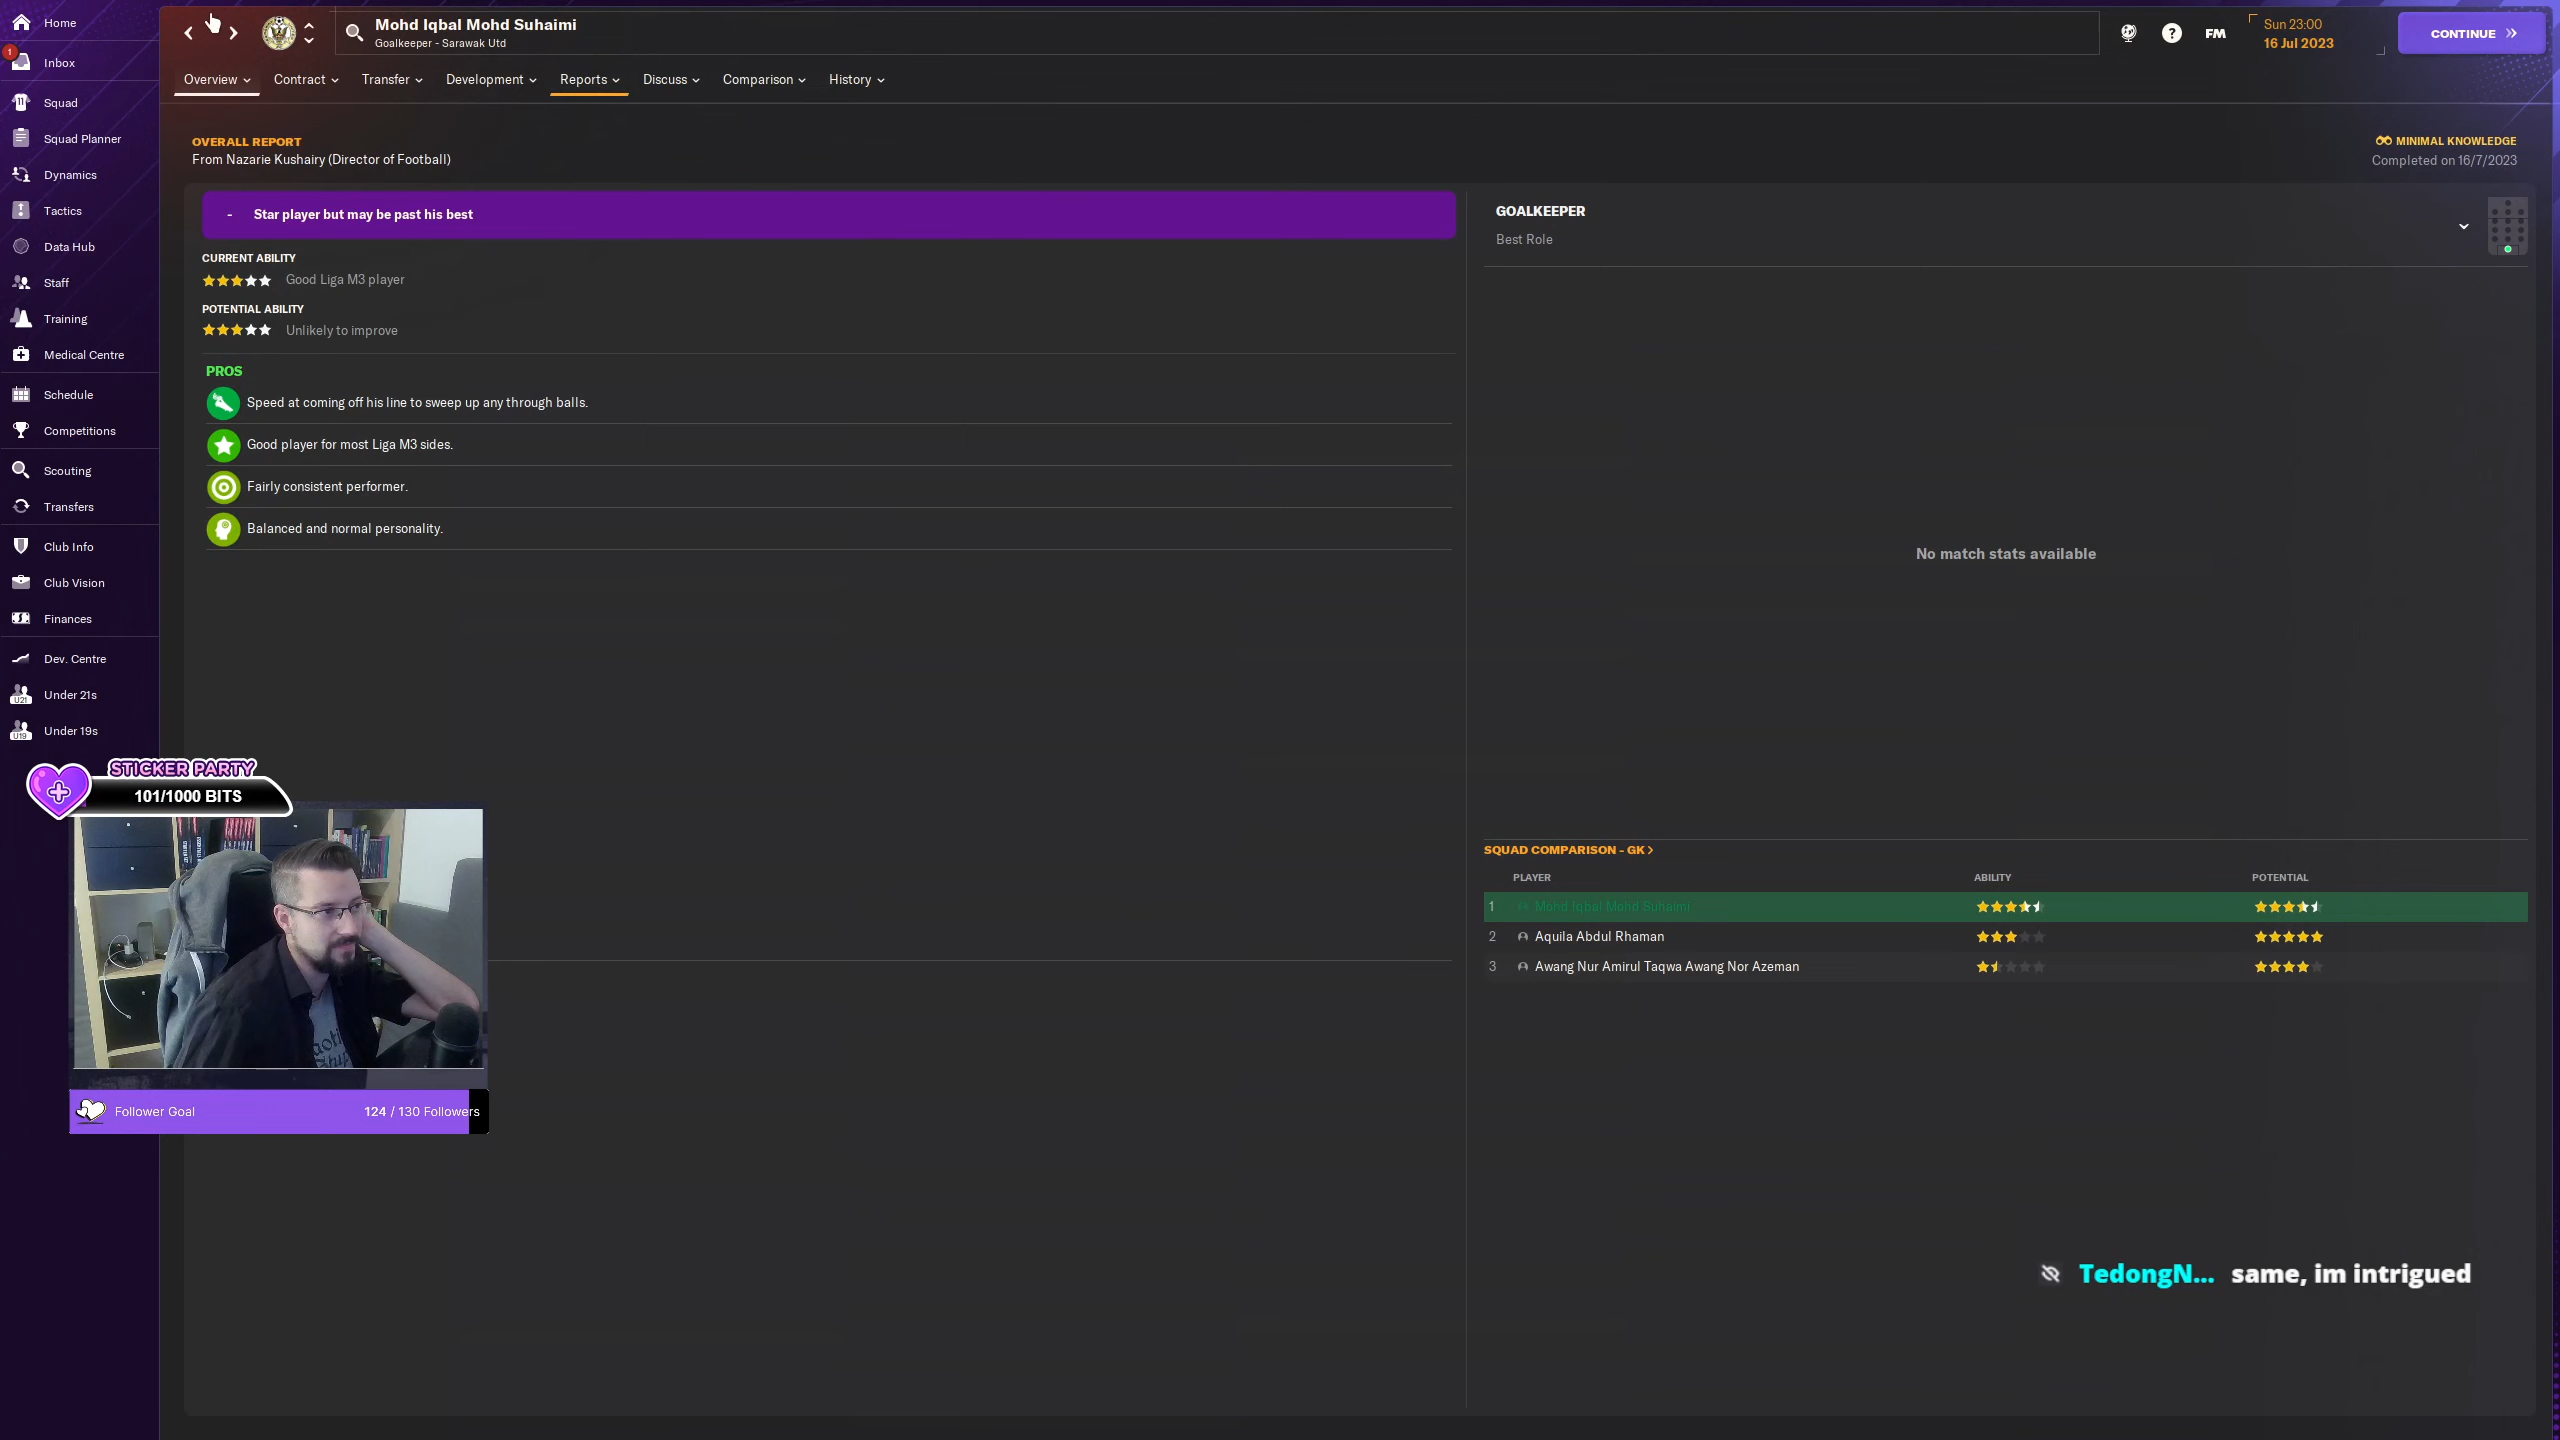 Home
1
Inbox
Squad
Squad Planner
Dynamics
Tactics
Data Hub
Staff
Training
Medical Centre
Schedule
Competitions
Scouting
Transfers
Club Info
Club Vision
Finances
Dev. Centre
U21
Under 21s
U19
Under 19s
Mohd Iqbal Mohd Suhaimi
Goalkeeper - Sarawak Utd
?
FM
Sun 23:00
16 Jul 2023
CONTINUE
Overview
Contract
Transfer
Development
Reports
Discuss
Comparison
History
OVERALL REPORT
From Nazarie Kushairy (Director of Football)
MINIMAL KNOWLEDGE
Completed on 16/7/2023
- Star player but may be past his best
CURRENT ABILITY
Good Liga M3 player
POTENTIAL ABILITY
Unlikely to improve
PROS
Speed at coming off his line to sweep up any through balls.
Good player for most Liga M3 sides.
Fairly consistent performer.
Balanced and normal personality.
GOALKEEPER
Best Role
No match stats available
SQUAD COMPARISON - GK >
PLAYER ABILITY POTENTIAL
1 Mohd Iqbal Mohd Suhaimi
2 Aquila Abdul Rhaman
3 Awang Nur Amirul Taqwa Awang Nor Azeman
STICKER PARTY
101/1000 BITS
Follower Goal 124 / 130 Followers
TedongN... same, im intrigued